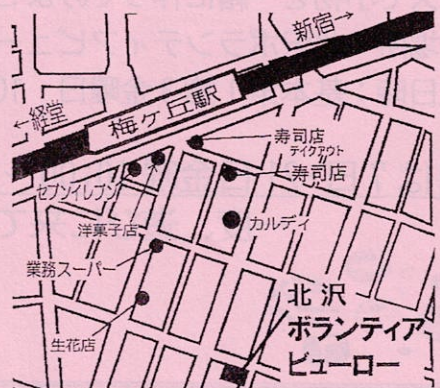 新宿→
←経堂
梅ヶ丘駅
寿司店
テイクアウト
寿司店
セブンイレブン
洋菓子店
カルディ
業務スーパー
生花店
北沢
ボランティア
ビューロー